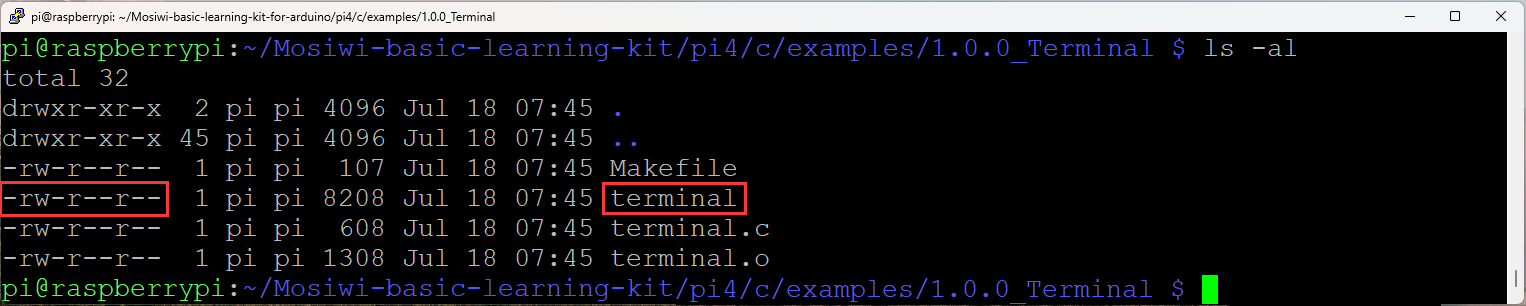 pi@raspberrypi: ~/Mosiwi-basic-learning-kit-for-arduino/pi4/c/examples/1.0.0_Terminal
pi@raspberrypi:~/Mosiwi-basic-learning-kit/pi4/c/examples/1.0.0_Terminal $ ls -al
total 32
drwxr-xr-x  2 pi pi 4096 Jul 18 07:45 .
drwxr-xr-x 45 pi pi 4096 Jul 18 07:45 ..
-rw-r--r--  1 pi pi  107 Jul 18 07:45 Makefile
-rw-r--r--  1 pi pi 8208 Jul 18 07:45 terminal
-rw-r--r--  1 pi pi  608 Jul 18 07:45 terminal.c
-rw-r--r--  1 pi pi 1308 Jul 18 07:45 terminal.o
pi@raspberrypi:~/Mosiwi-basic-learning-kit/pi4/c/examples/1.0.0_Terminal $